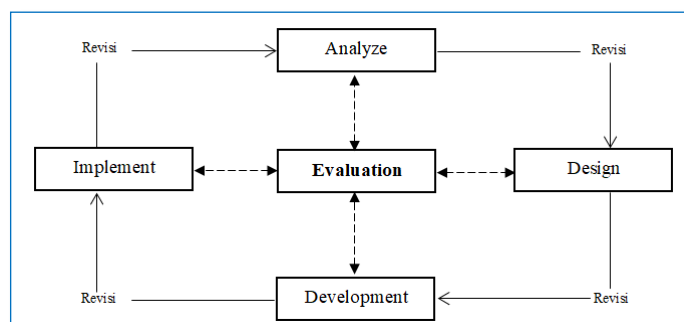 Revisi
Analyze
Revisi
Implement
Evaluation
Design
Revisi
Development
Revisi